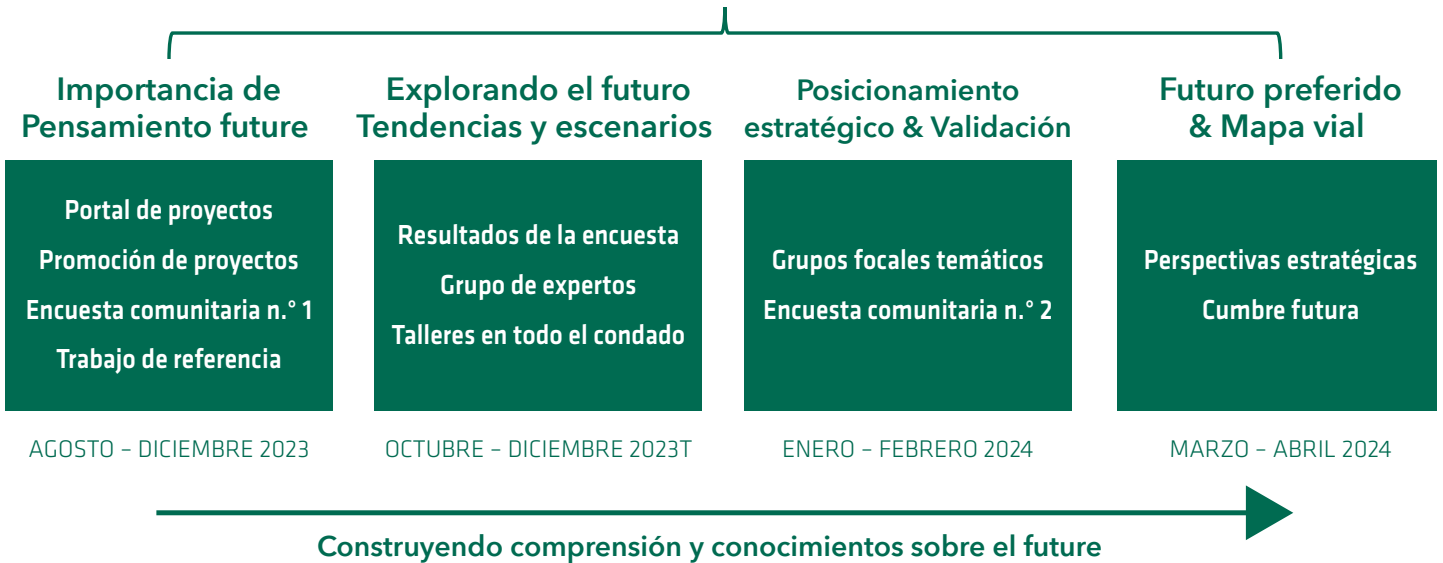 Importancia de
Pensamiento future
Portal de proyectos
Promoción de proyectos
Encuesta comunitaria n.° 1
Trabajo de referencia
AGOSTO – DICIEMBRE 2023
Explorando el futuro
Tendencias y escenarios
Resultados de la encuesta
Grupo de expertos
Talleres en todo el condado
OCTUBRE – DICIEMBRE 2023T
Posicionamiento
estratégico & Validación
Grupos focales temáticos
Encuesta comunitaria n.° 2
ENERO – FEBRERO 2024
Futuro preferido
& Mapa vial
Perspectivas estratégicas
Cumbre futura
MARZO – ABRIL 2024
Construyendo comprensión y conocimientos sobre el future